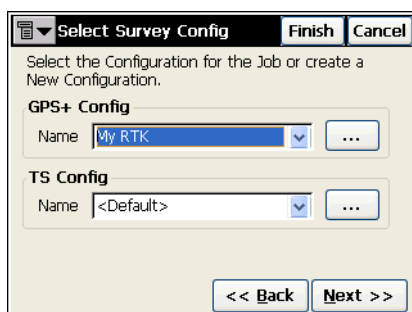 Select Survey Config Finish Cancel
Select the Configuration for the Job or create a
New Configuration.
GPS+ Config
Name My RTK ...
TS Config
Name <Default> ...
<< Back Next >>